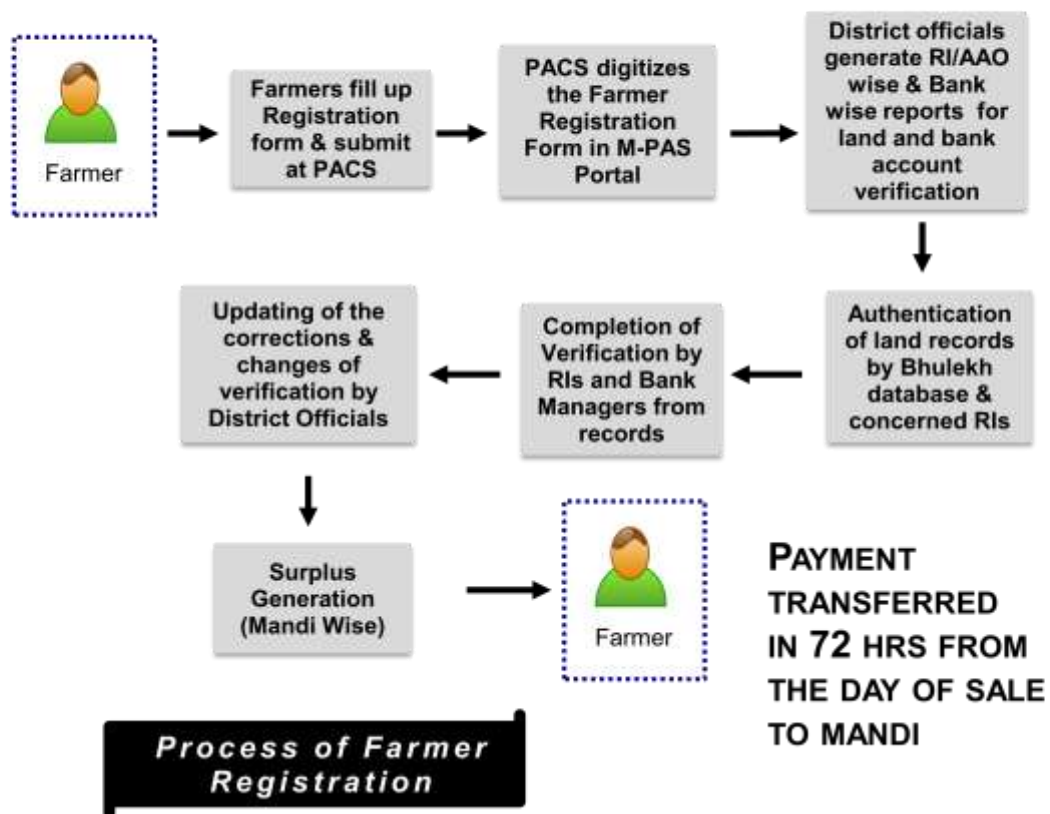 Farmer
Farmers fill up
Registration
form & submit
at PACS
PACS digitizes
the Farmer
Registration
Form in M-PAS
Portal
District officials
generate RI/AAO
wise & Bank
wise reports for
land and bank
account
verification
Authentication
of land records
by Bhulekh
database &
concerned RIs
Completion of
Verification by
RIs and Bank
Managers from
records
Updating of the
corrections &
changes of
verification by
District Officials
Surplus
Generation
(Mandi Wise)
Farmer
PAYMENT
TRANSFERRED
IN 72 HRS FROM
THE DAY OF SALE
TO MANDI
Process of Farmer
Registration